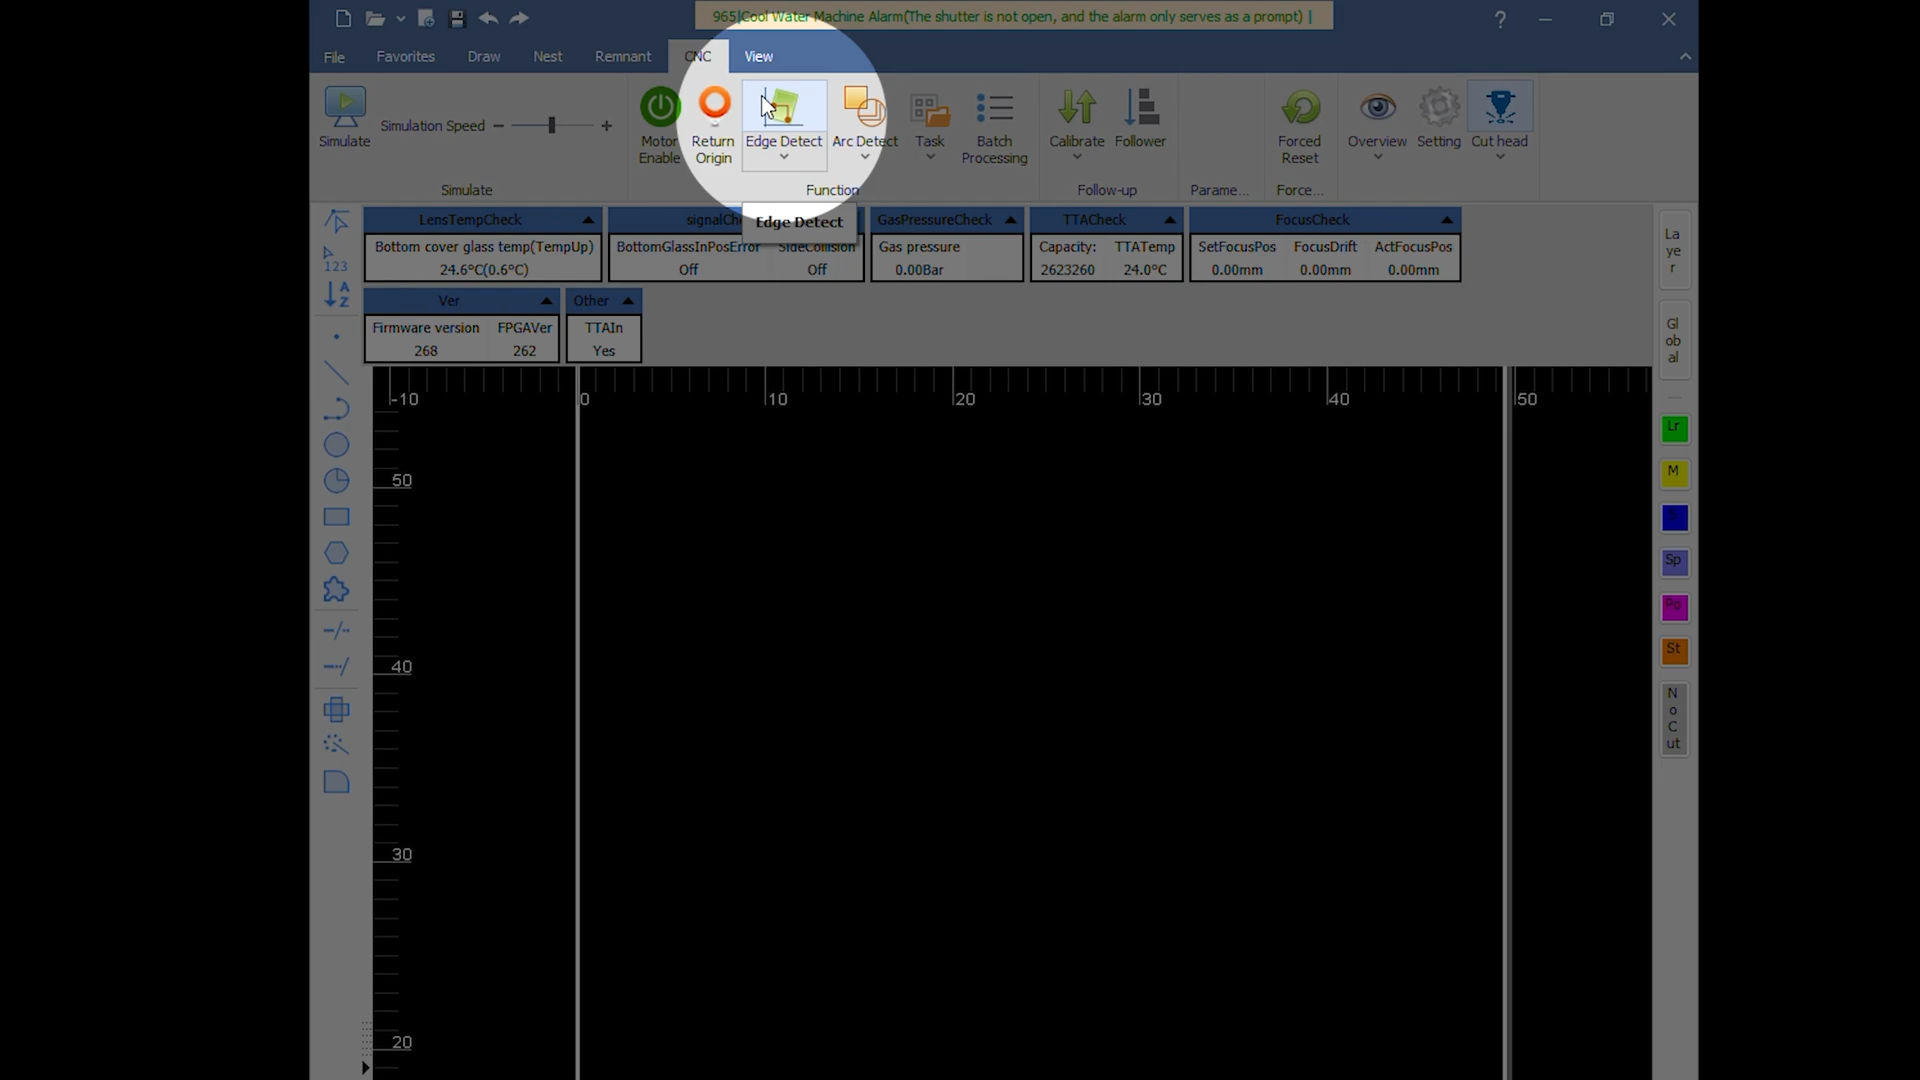 965|Cool Water Machine Alarm(The shutter is not open, and the alarm only serves as a prompt) |
File Favorites Draw Nest Remnant CNC View
Simulate
Simulation Speed
Motor Enable
Return Origin
Edge Detect
Arc Detect
Task
Batch Processing
Calibrate
Follower
Forced Reset
Overview
Setting
Cut head
Simulate Function Follow-up Parame... Force...
Edge Detect
LensTempCheck
Bottom cover glass temp(TempUp)
24.6°C(0.6°C)
signalCh
BottomGlassInPosError SideCollision
Off Off
GasPressureCheck
Gas pressure
0.00Bar
TTACheck
Capacity: TTATemp
2623260 24.0°C
FocusCheck
SetFocusPos FocusDrift ActFocusPos
0.00mm 0.00mm 0.00mm
Ver
Firmware version FPGAVer
268 262
Other
TTAIn
Yes
123
A
Z
-10 0 10 20 30 40 50
50
40
30
20
La
ye
r
Gl
ob
al
Lr
M
Sp
Po
St
N
o
C
ut